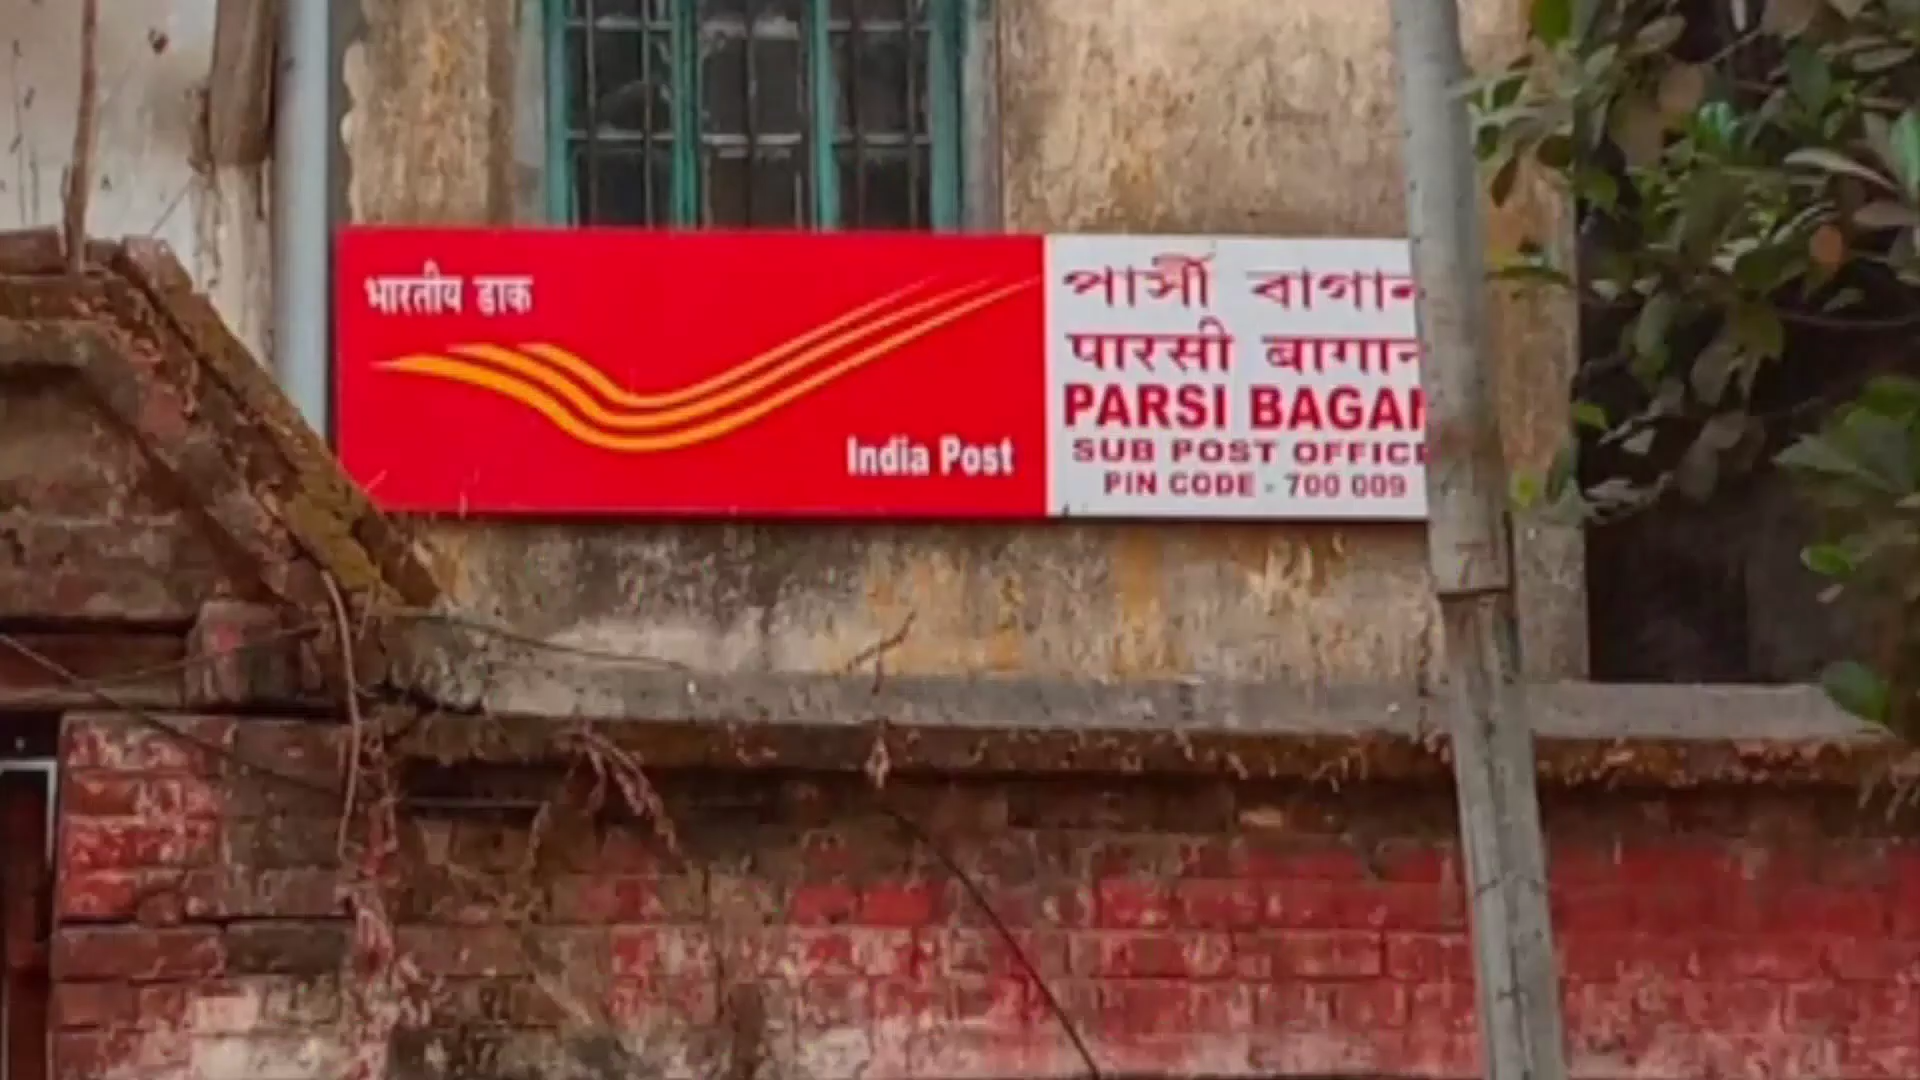 भारतीय डाक
India Post
পার্সী বাগান
पारसी बागान
PARSI BAGAN
SUB POST OFFICE
PIN CODE - 700 009